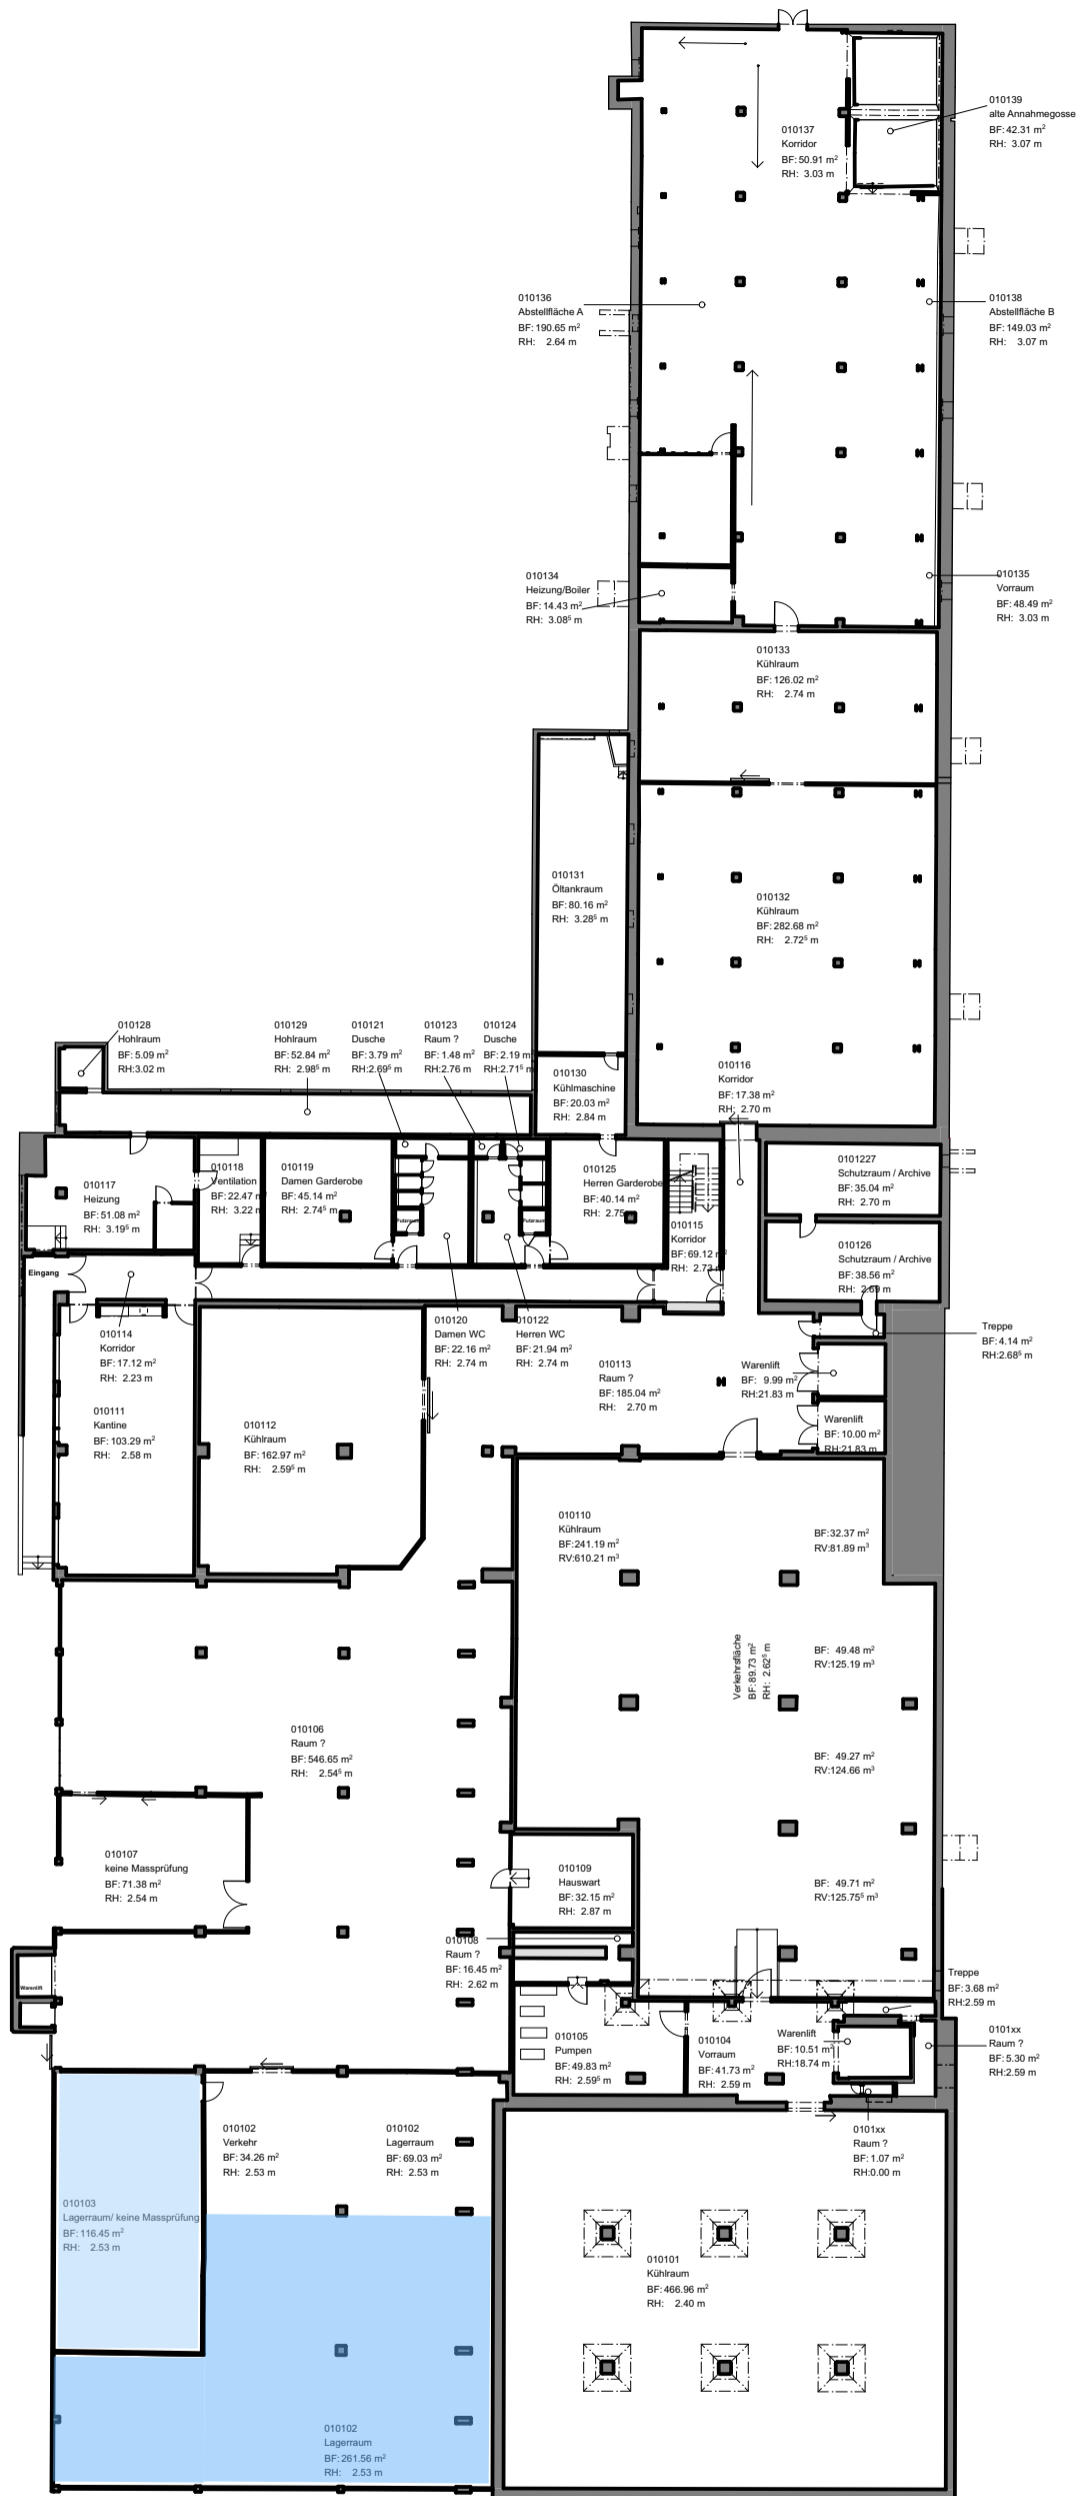 010139
alte Annahmegosse
BF: 42.31 m²
RH: 3.07 m
010137
Korridor
BF: 50.91 m²
RH: 3.03 m
010136
Abstellfläche A
BF: 190.65 m²
RH: 2.64 m
010138
Abstellfläche B
BF: 149.03 m²
RH: 3.07 m
010134
Heizung/Boiler
BF: 14.43 m²
RH: 3.08⁵ m
010135
Vorraum
BF: 48.49 m²
RH: 3.03 m
010133
Kühlraum
BF: 126.02 m²
RH: 2.74 m
010131
Öltankraum
BF: 80.16 m²
RH: 3.28⁵ m
010132
Kühlraum
BF: 282.68 m²
RH: 2.72⁵ m
010128
Hohlraum
BF: 5.09 m²
RH:3.02 m
010129
Hohlraum
BF: 52.84 m²
RH: 2.98⁵ m
010121
Dusche
BF: 3.79 m²
RH:2.69⁵ m
010123
Raum ?
BF: 1.48 m²
RH:2.76 m
010124
Dusche
BF: 2.19 m²
RH:2.71⁵ m
010130
Kühlmaschine
BF: 20.03 m²
RH: 2.84 m
010116
Korridor
BF: 17.38 m²
RH: 2.70 m
010117
Heizung
BF: 51.08 m²
RH: 3.19⁵ m
010118
Ventilation
BF: 22.47 m²
RH: 3.22 m
010119
Damen Garderobe
BF: 45.14 m²
RH: 2.74⁵ m
010125
Herren Garderobe
BF: 40.14 m²
RH: 2.75
0101227
Schutzraum / Archive
BF: 35.04 m²
RH: 2.70 m
Putzraum
Putzraum
010115
Korridor
BF: 69.12 m²
RH: 2.73 m
010126
Schutzraum / Archive
BF: 38.56 m²
RH: 2.69 m
Eingang
010114
Korridor
BF: 17.12 m²
RH: 2.23 m
010120
Damen WC
BF: 22.16 m²
RH: 2.74 m
010122
Herren WC
BF: 21.94 m²
RH: 2.74 m
Treppe
BF: 4.14 m²
RH:2.68⁵ m
010113
Raum ?
BF: 185.04 m²
RH: 2.70 m
Warenlift
BF: 9.99 m²
RH:21.83 m
010111
Kantine
BF: 103.29 m²
RH: 2.58 m
010112
Kühlraum
BF: 162.97 m²
RH: 2.59⁵ m
Warenlift
BF: 10.00 m²
RH:21.83 m
010110
Kühlraum
BF: 241.19 m²
RV:610.21 m³
BF: 32.37 m²
RV:81.89 m³
Verkehrsfläche
BF: 89.73 m²
RH: 2.62⁵ m
BF: 49.48 m²
RV:125.19 m³
010106
Raum ?
BF: 546.65 m²
RH: 2.54⁵ m
BF: 49.27 m²
RV:124.66 m³
010107
keine Massprüfung
BF: 71.38 m²
RH: 2.54 m
010109
Hauswart
BF: 32.15 m²
RH: 2.87 m
BF: 49.71 m²
RV:125.75⁵ m³
010108
Raum ?
BF: 16.45 m²
RH: 2.62 m
Warenlift
Treppe
BF: 3.68 m²
RH:2.59 m
010105
Pumpen
BF: 49.83 m²
RH: 2.59⁵ m
010104
Vorraum
BF: 41.73 m²
RH: 2.59 m
Warenlift
BF: 10.51 m²
RH:18.74 m
0101xx
Raum ?
BF: 5.30 m²
RH:2.59 m
010102
Verkehr
BF: 34.26 m²
RH: 2.53 m
010102
Lagerraum
BF: 69.03 m²
RH: 2.53 m
0101xx
Raum ?
BF: 1.07 m²
RH:0.00 m
010103
Lagerraum/ keine Massprüfung
BF: 116.45 m²
RH: 2.53 m
010101
Kühlraum
BF: 466.96 m²
RH: 2.40 m
010102
Lagerraum
BF: 261.56 m²
RH: 2.53 m